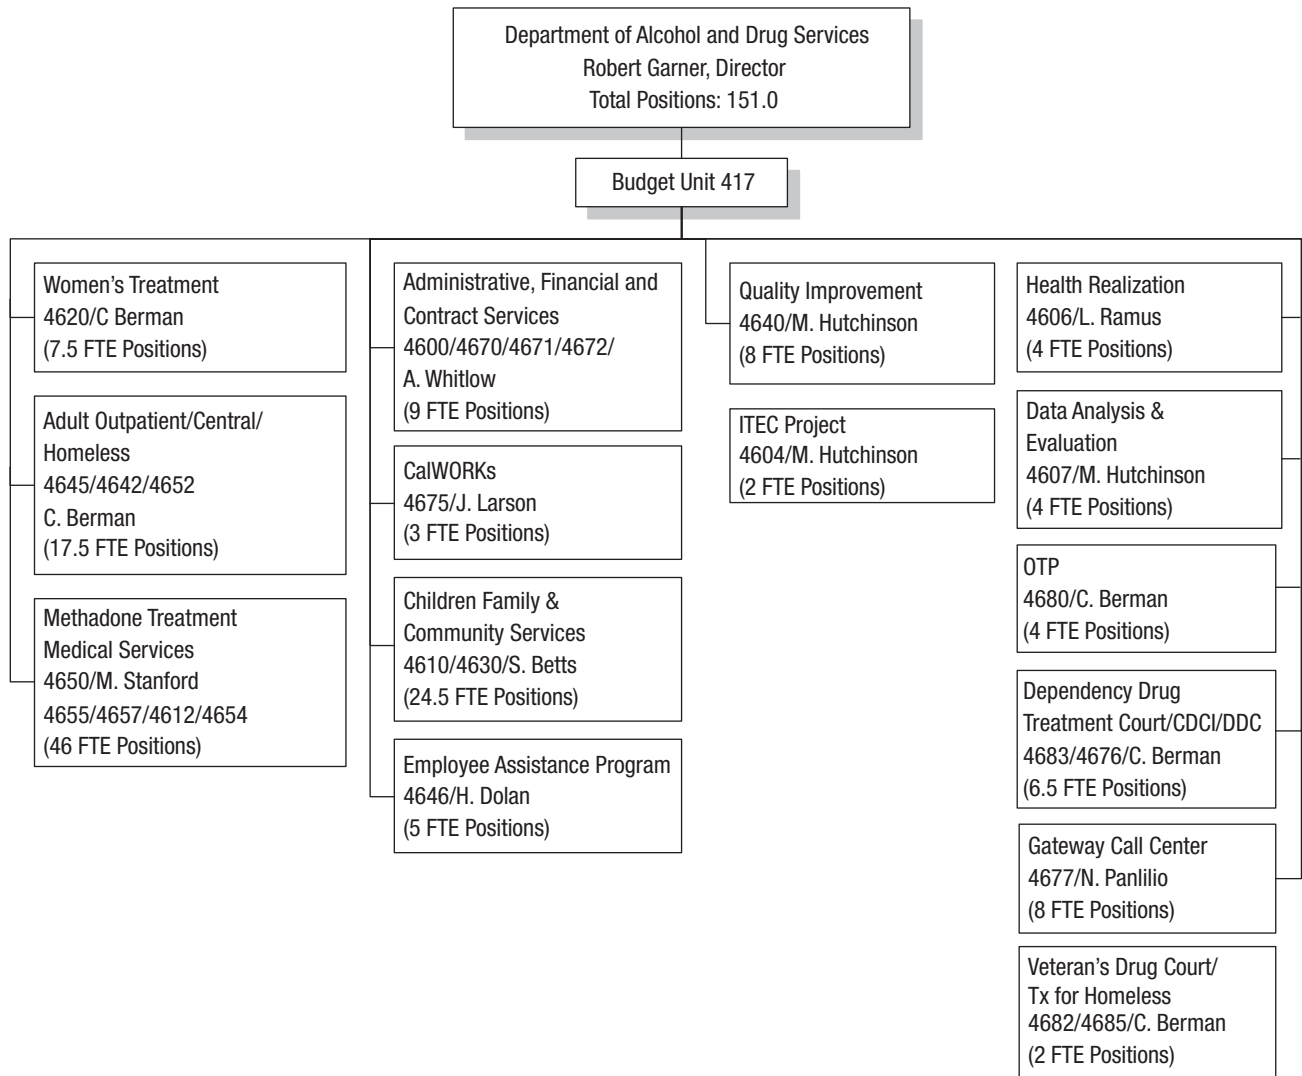 Department of Alcohol and Drug Services
Robert Garner, Director
Total Positions: 151.0
Budget Unit 417
Women’s Treatment
4620/C Berman
(7.5 FTE Positions)
Adult Outpatient/Central/
Homeless
4645/4642/4652
C. Berman
(17.5 FTE Positions)
Methadone Treatment
Medical Services
4650/M. Stanford
4655/4657/4612/4654
(46 FTE Positions)
Administrative, Financial and
Contract Services
4600/4670/4671/4672/
A. Whitlow
(9 FTE Positions)
CalWORKs
4675/J. Larson
(3 FTE Positions)
Children Family &
Community Services
4610/4630/S. Betts
(24.5 FTE Positions)
Employee Assistance Program
4646/H. Dolan
(5 FTE Positions)
Quality Improvement
4640/M. Hutchinson
(8 FTE Positions)
ITEC Project
4604/M. Hutchinson
(2 FTE Positions)
Health Realization
4606/L. Ramus
(4 FTE Positions)
Data Analysis &
Evaluation
4607/M. Hutchinson
(4 FTE Positions)
OTP
4680/C. Berman
(4 FTE Positions)
Dependency Drug
Treatment Court/CDCI/DDC
4683/4676/C. Berman
(6.5 FTE Positions)
Gateway Call Center
4677/N. Panlilio
(8 FTE Positions)
Veteran’s Drug Court/
Tx for Homeless
4682/4685/C. Berman
(2 FTE Positions)